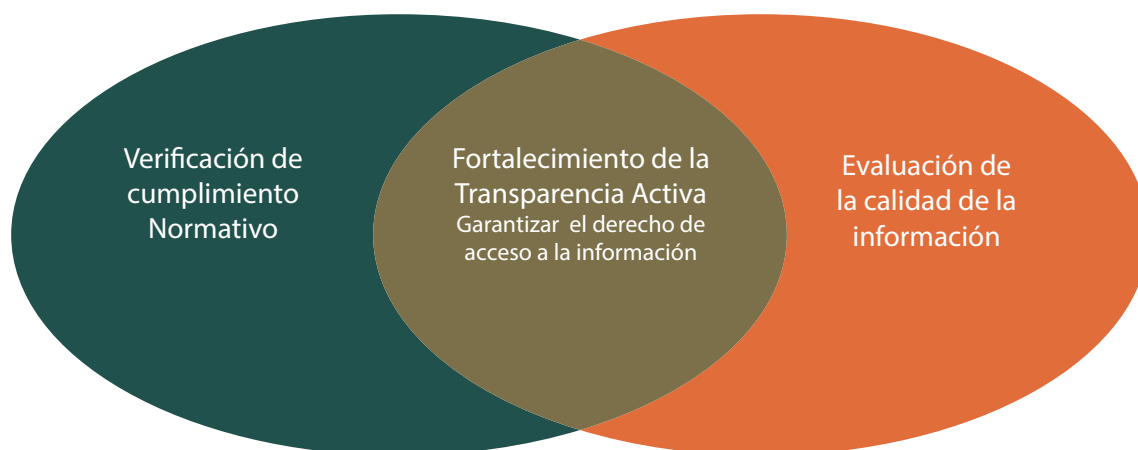 Verificación de
cumplimiento
Normativo
Fortalecimiento de la
Transparencia Activa
Garantizar el derecho de
acceso a la información
Evaluación de
la calidad de la
información